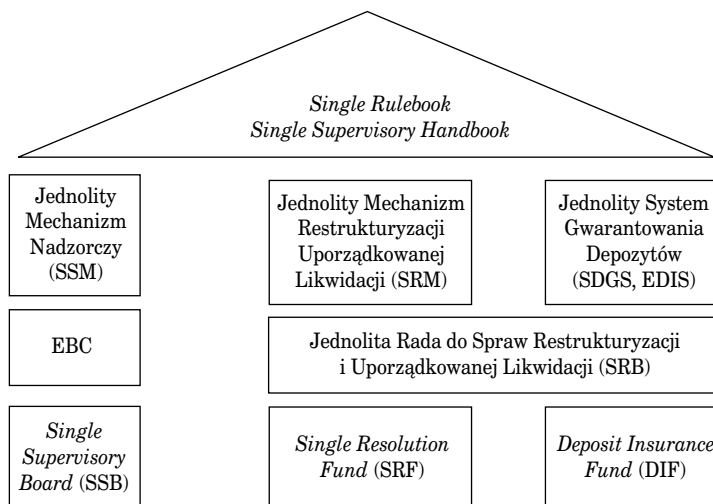 Single Rulebook
Single Supervisory Handbook
Jednolity
Mechanizm
Nadzorczy
(SSM)
Jednolity Mechanizm
Restrukturyzacji
Uporządkowanej
Likwidacji (SRM)
Jednolity System
Gwarantowania
Depozytów
(SDGS, EDIS)
EBC
Jednolita Rada do Spraw Restrukturyzacji
i Uporządkowanej Likwidacji (SRB)
Single
Supervisory
Board (SSB)
Single Resolution
Fund (SRF)
Deposit Insurance
Fund (DIF)